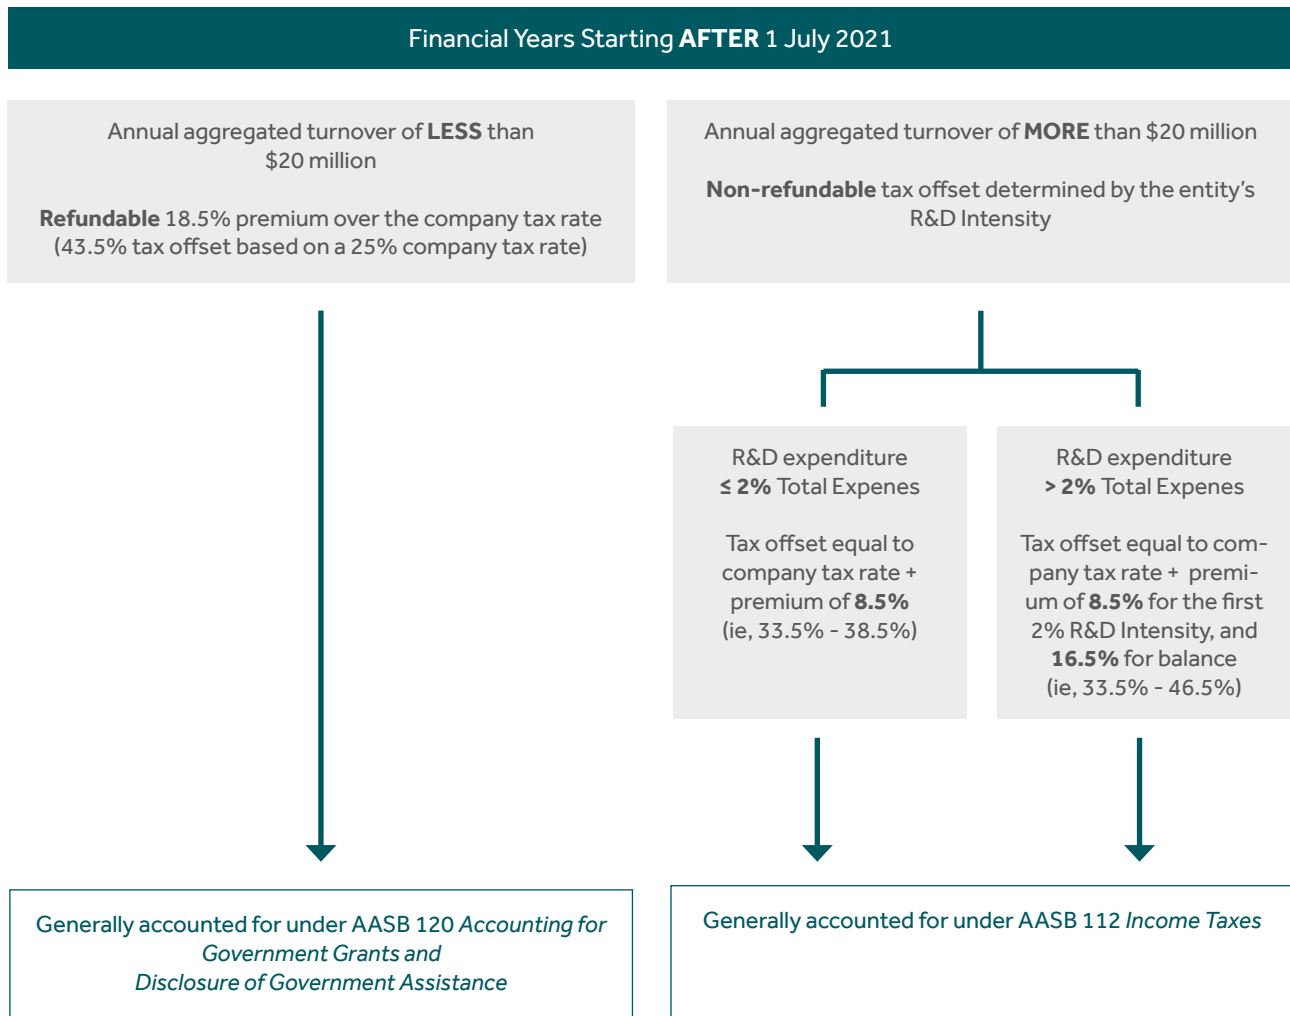 Financial Years Starting AFTER 1 July 2021
Annual aggregated turnover of LESS than
$20 million
Refundable 18.5% premium over the company tax rate
(43.5% tax offset based on a 25% company tax rate)
Annual aggregated turnover of MORE than $20 million
Non-refundable tax offset determined by the entity’s
R&D Intensity
R&D expenditure
≤ 2% Total Expenes
Tax offset equal to
company tax rate +
premium of 8.5%
(ie, 33.5% - 38.5%)
R&D expenditure
> 2% Total Expenes
Tax offset equal to com-
pany tax rate + premi-
um of 8.5% for the first
2% R&D Intensity, and
16.5% for balance
(ie, 33.5% - 46.5%)
Generally accounted for under AASB 120 Accounting for
Government Grants and
Disclosure of Government Assistance
Generally accounted for under AASB 112 Income Taxes